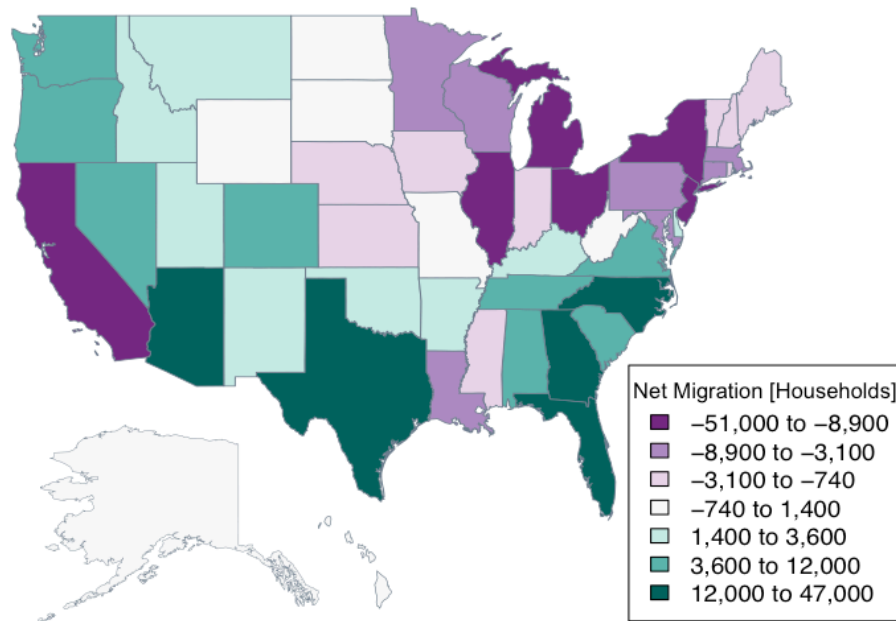 Net Migration [Households]
−51,000 to −8,900
−8,900 to −3,100
−3,100 to −740
−740 to 1,400
1,400 to 3,600
3,600 to 12,000
12,000 to 47,000